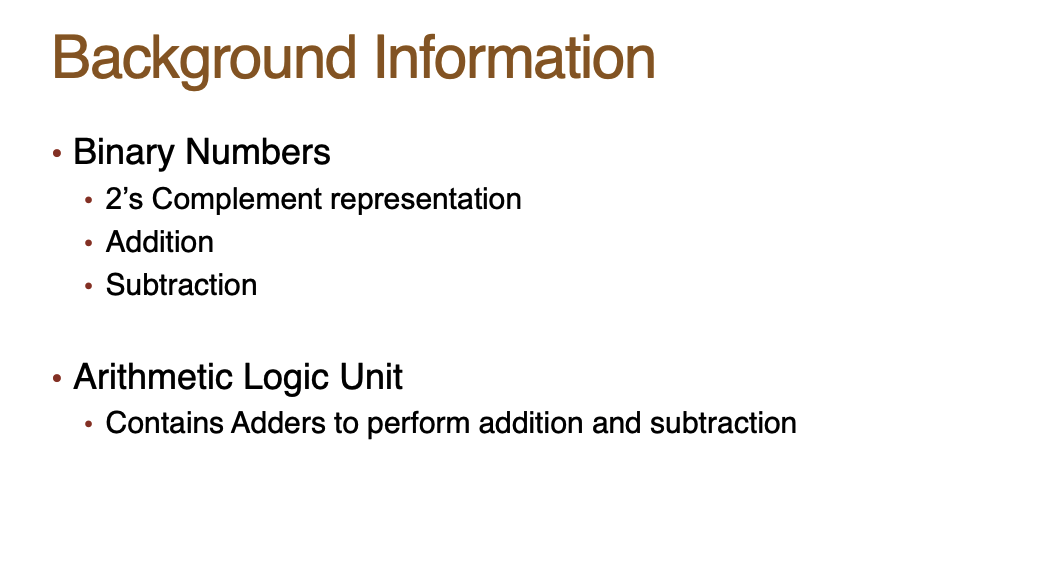 Background Information
• Binary Numbers
• 2’s Complement representation
• Addition
• Subtraction
• Arithmetic Logic Unit
• Contains Adders to perform addition and subtraction